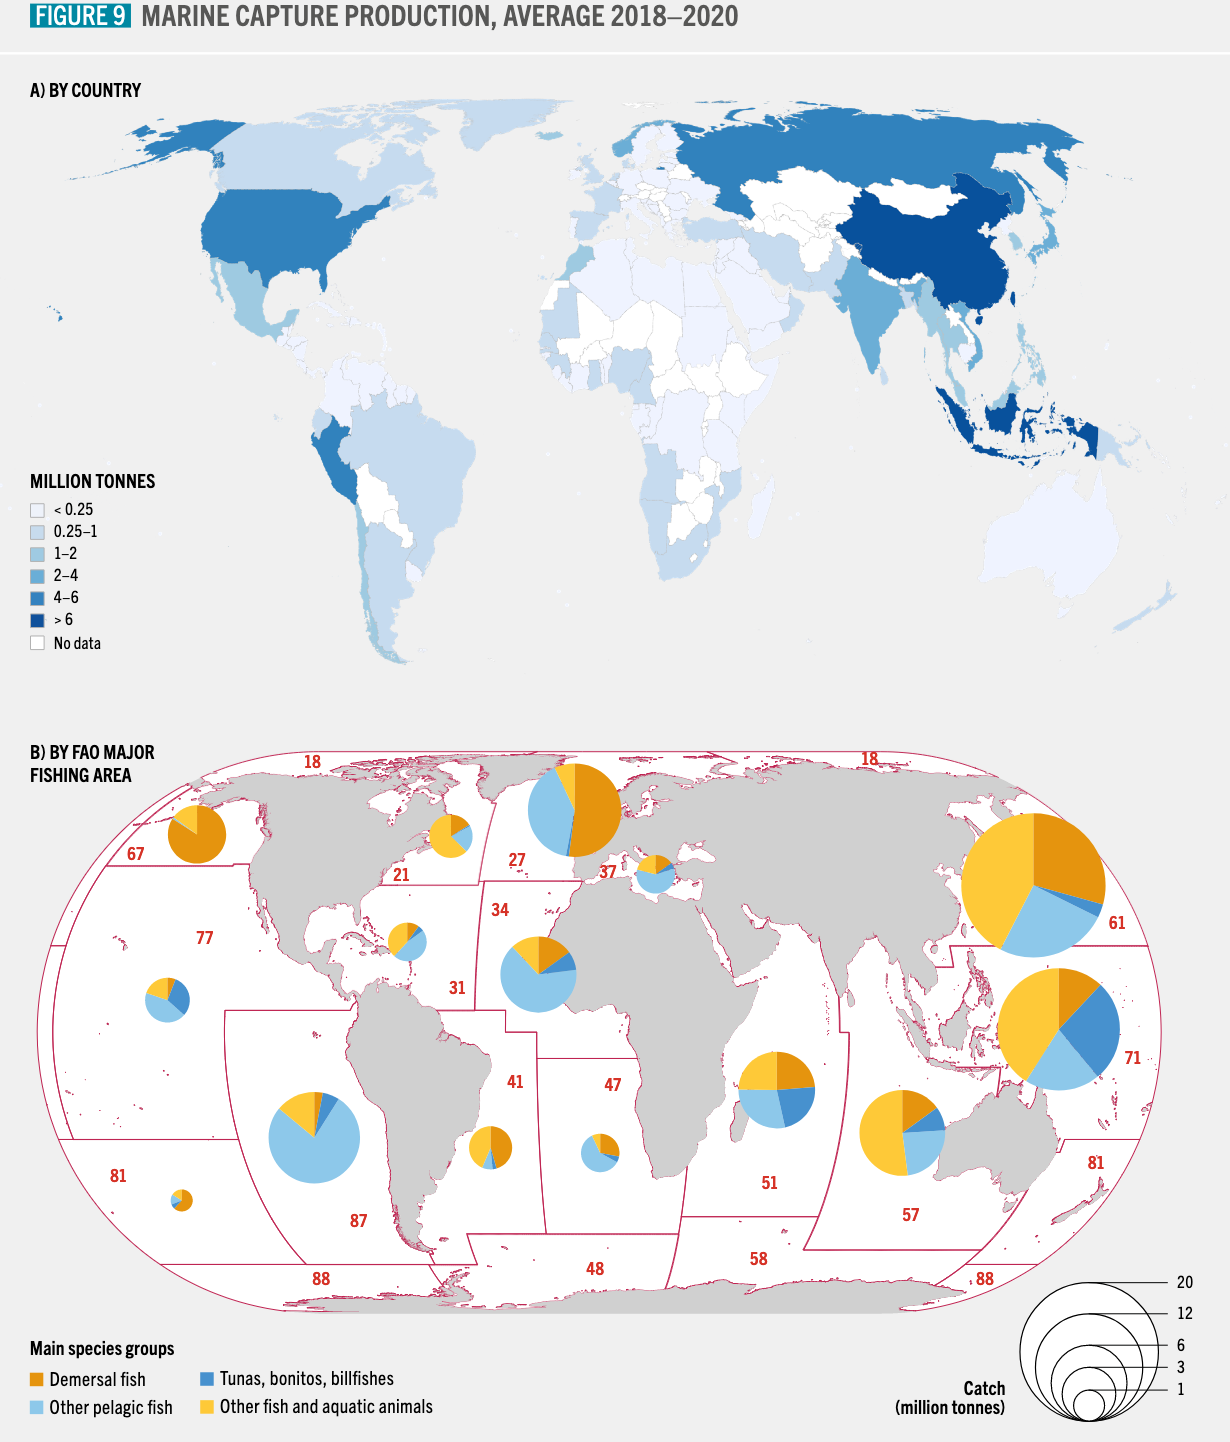 FIGURE 9 MARINE CAPTURE PRODUCTION, AVERAGE 2018–2020
A) BY COUNTRY
MILLION TONNES
< 0.25
0.25–1
1–2
2–4
4–6
> 6
No data
B) BY FAO MAJOR
FISHING AREA
18
18
67
21
27
37
61
77
34
31
71
41
47
81
51
81
87
57
88
48
58
88
20
12
6
3
1
Catch
(million tonnes)
Main species groups
Demersal fish
Tunas, bonitos, billfishes
Other pelagic fish
Other fish and aquatic animals